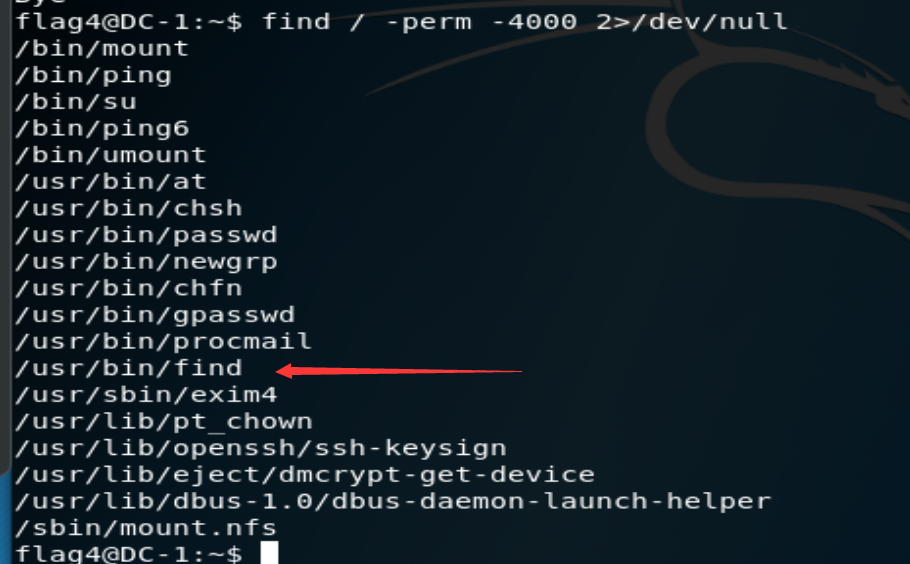 flag4@DC-1:~$ find / -perm -4000 2>/dev/null
/bin/mount
/bin/ping
/bin/su
/bin/ping6
/bin/umount
/usr/bin/at
/usr/bin/chsh
/usr/bin/passwd
/usr/bin/newgrp
/usr/bin/chfn
/usr/bin/gpasswd
/usr/bin/procmail
/usr/bin/find
/usr/sbin/exim4
/usr/lib/pt_chown
/usr/lib/openssh/ssh-keysign
/usr/lib/eject/dmcrypt-get-device
/usr/lib/dbus-1.0/dbus-daemon-launch-helper
/sbin/mount.nfs
flag4@DC-1:~$